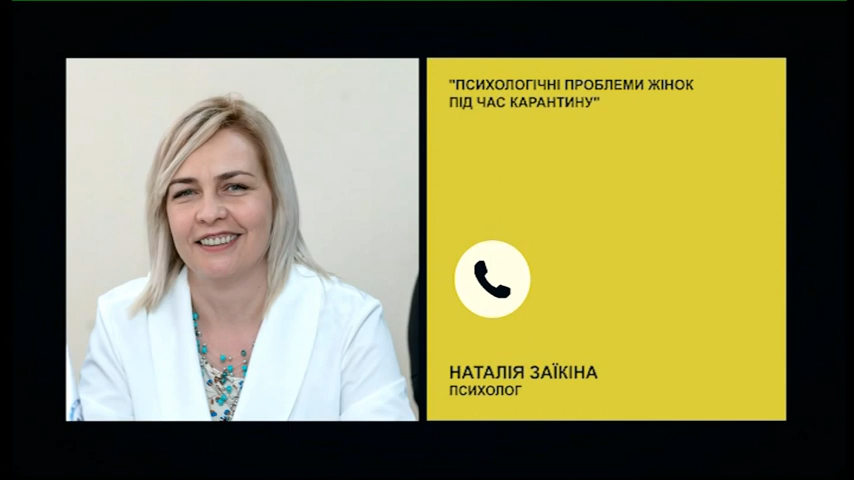 "ПСИХОЛОГІЧНІ ПРОБЛЕМИ ЖІНОК
ПІД ЧАС КАРАНТИНУ"
НАТАЛІЯ ЗАЇКІНА
ПСИХОЛОГ